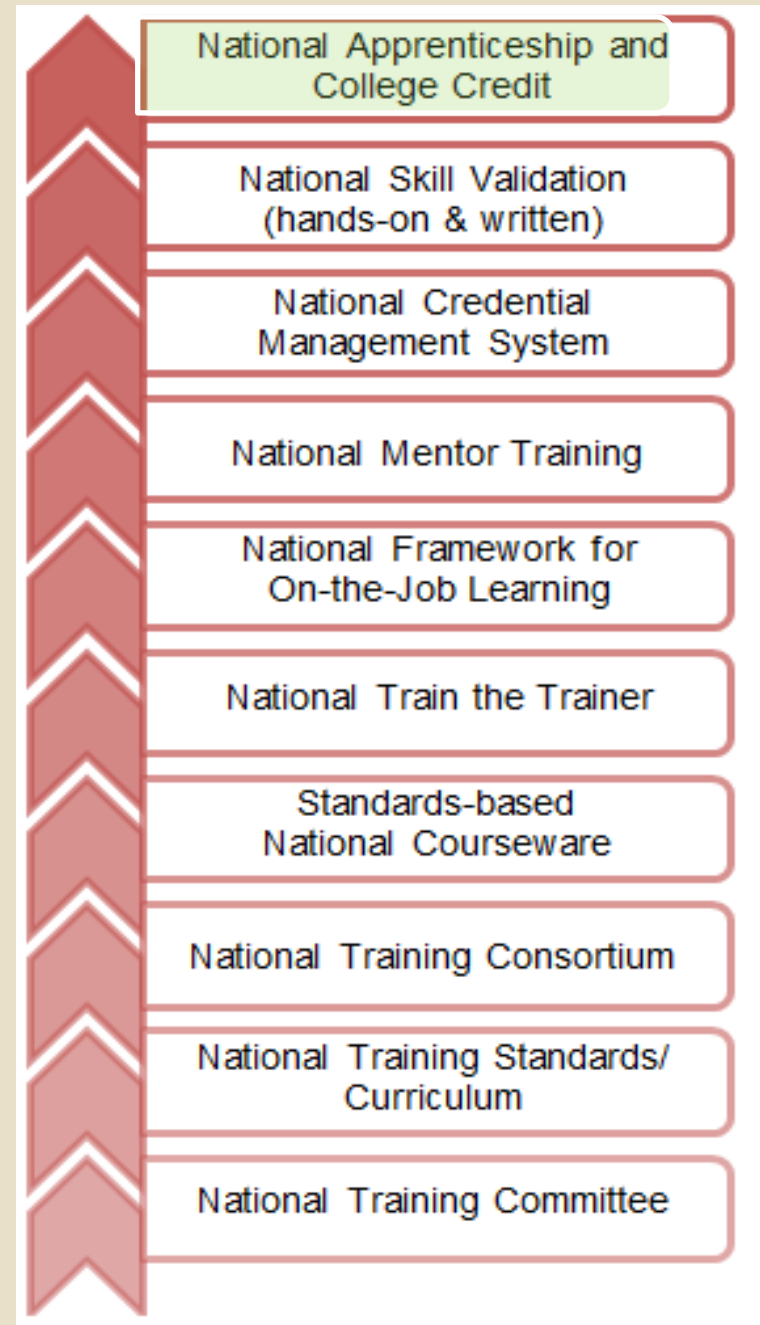 National Apprenticeship and
College Credit
National Skill Validation
(hands-on & written)
National Credential
Management System
National Mentor Training
National Framework for
On-the-Job Learning
National Train the Trainer
Standards-based
National Courseware
National Training Consortium
National Training Standards/
Curriculum
National Training Committee